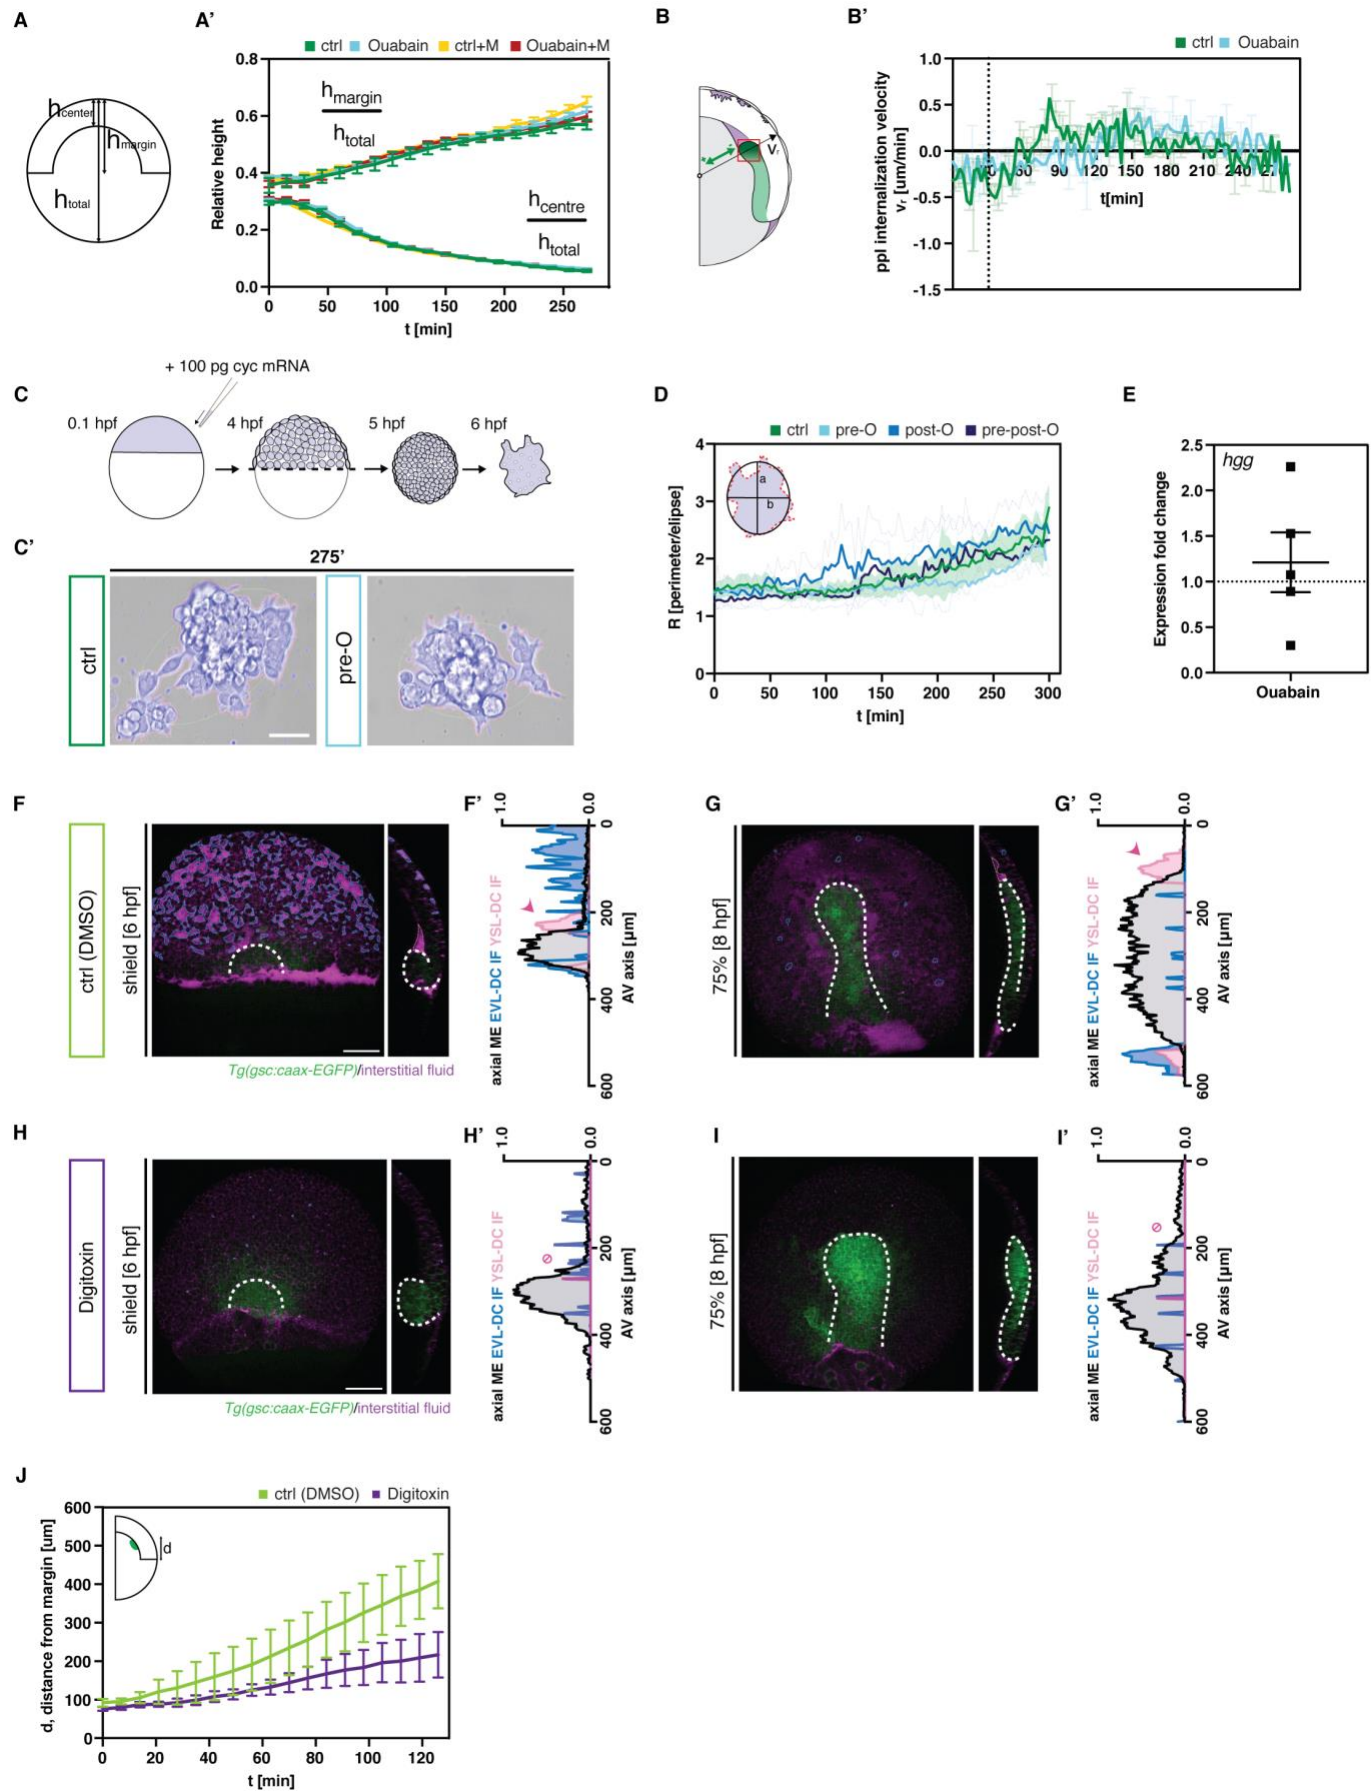 A
h center
h margin
h total
A'
ctrl Ouabain ctrl+M Ouabain+M
Relative height
0.8
0.6
0.4
0.2
0.0
h margin
h total
h centre
h total
0 50 100 150 200 250
t [min]
B
Vr
B'
ctrl Ouabain
ppl internalization velocity
vr [um/min]
1.0
0.5
0.0
-0.5
-1.0
-1.5
90 120 150 180 210 240
t[min]
C
+ 100 pg cyc mRNA
0.1 hpf 4 hpf 5 hpf 6 hpf
C'
275'
ctrl
pre-O
D
ctrl pre-O post-O pre-post-O
R [perimeter/elipse]
4
3
2
1
0
a
b
0 50 100 150 200 250 300
t [min]
E
Expression fold change
2.5
2.0
1.5
1.0
0.5
0.0
hgg
Ouabain
F
ctrl (DMSO)
shield [6 hpf]
Tg(gsc:caax-EGFP)/interstitial fluid
F'
1.0 0.0
axial ME EVL-DC IF YSL-DC IF
0 200 400 600
AV axis [µm]
G
75% [8 hpf]
G'
1.0 0.0
axial ME EVL-DC IF YSL-DC IF
0 200 400 600
AV axis [µm]
H
Digitoxin
shield [6 hpf]
Tg(gsc:caax-EGFP)/interstitial fluid
H'
1.0 0.0
axial ME EVL-DC IF YSL-DC IF
0 200 400 600
AV axis [µm]
I
75% [8 hpf]
I'
1.0 0.0
axial ME EVL-DC IF YSL-DC IF
0 200 400 600
AV axis [µm]
J
ctrl (DMSO) Digitoxin
d, distance from margin [um]
600
500
400
300
200
100
0
d
0 20 40 60 80 100 120
t [min]